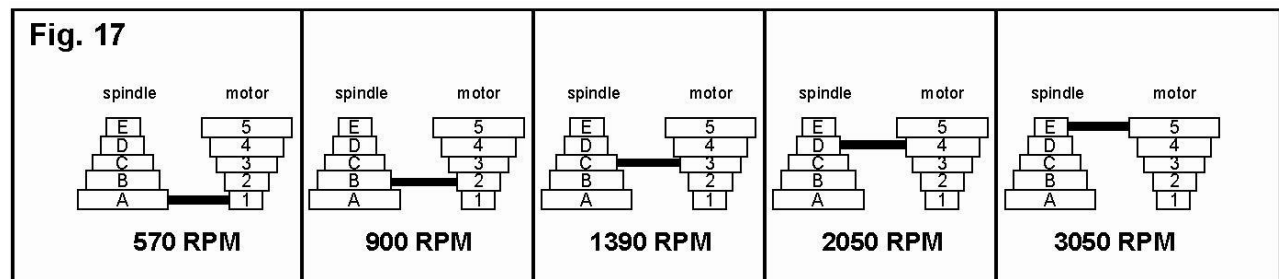 Fig. 17
spindle motor
E 5
D 4
C 3
B 2
A 1
570 RPM
spindle motor
E 5
D 4
C 3
B 2
A 1
900 RPM
spindle motor
E 5
D 4
C 3
B 2
A 1
1390 RPM
spindle motor
E 5
D 4
C 3
B 2
A 1
2050 RPM
spindle motor
E 5
D 4
C 3
B 2
A 1
3050 RPM